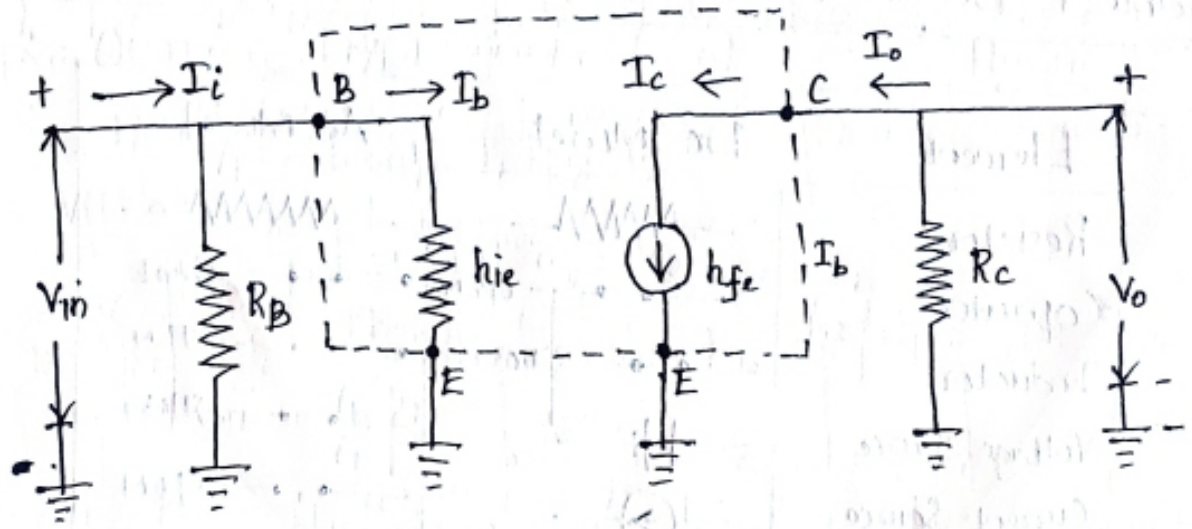 + → Ii B → Ib Ic ← C Io ← +
Vin RB hie hfe Ib RC Vo
E E -
-